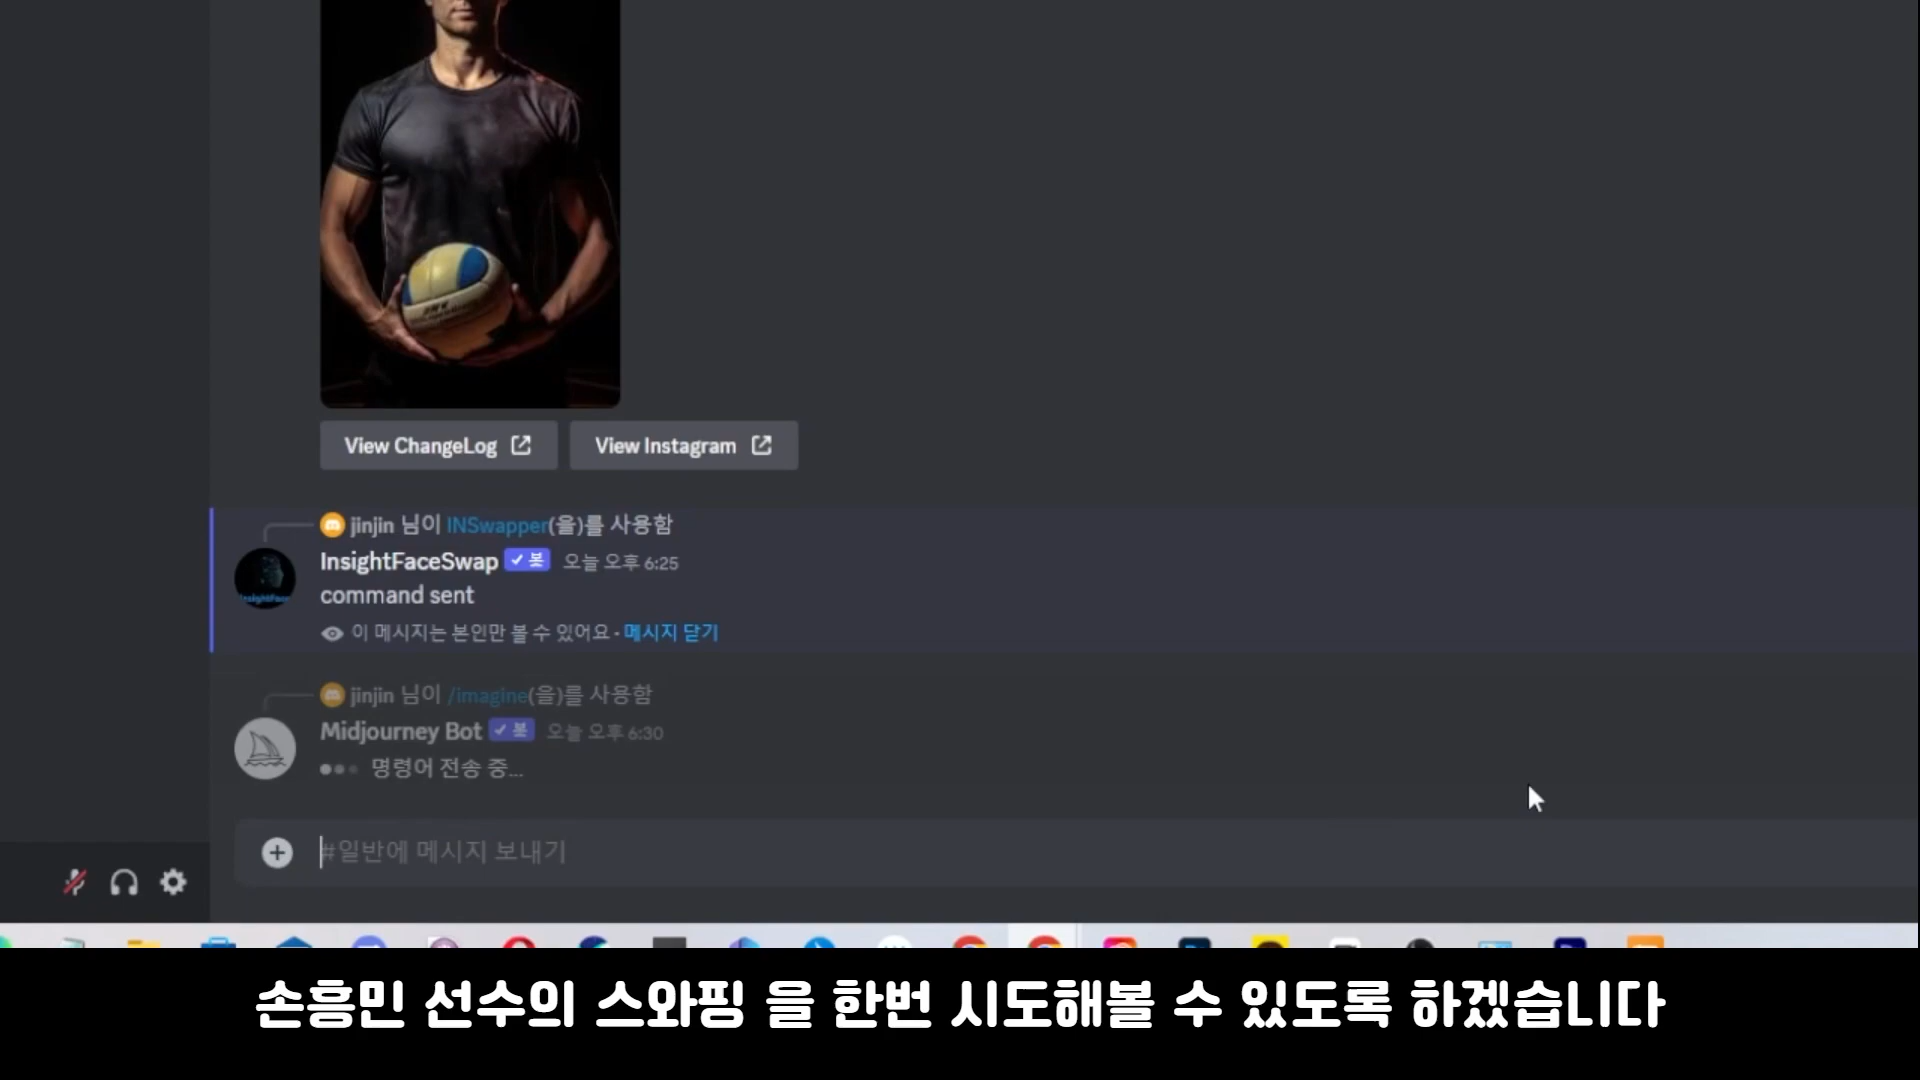 View ChangeLog
View Instagram
jinjin 님이 INSwapper(을)를 사용함
InsightFaceSwap ✓ 봇 오늘 오후 6:25
command sent
이 메시지는 본인만 볼 수 있어요 · 메시지 닫기
jinjin 님이 /imagine(을)를 사용함
Midjourney Bot ✓ 봇 오늘 오후 6:30
명령어 전송 중...
#일반에 메시지 보내기
손흥민 선수의 스와핑 을 한번 시도해볼 수 있도록 하겠습니다